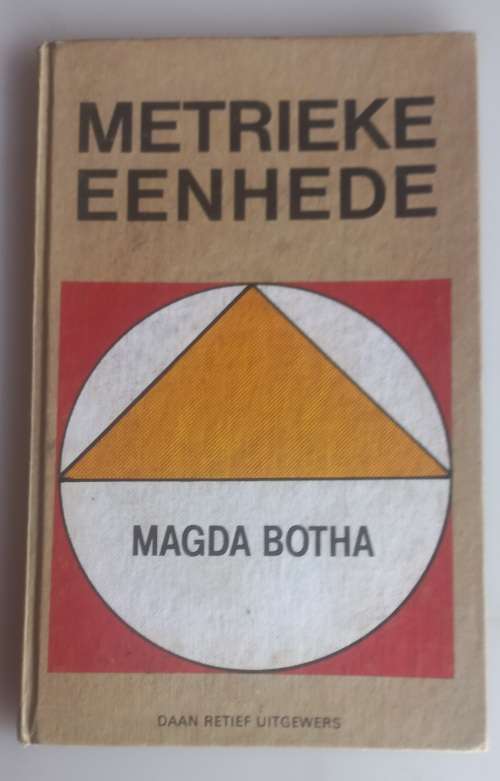 METRIEKE
EENHEDE
MAGDA BOTHA
DAAN RETIEF UITGEWERS